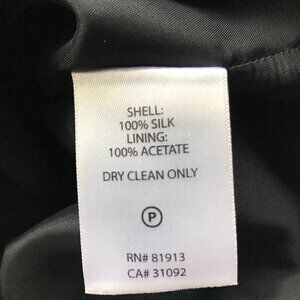 SHELL:
100% SILK
LINING:
100% ACETATE
DRY CLEAN ONLY
P
RN# 81913
CA# 31092